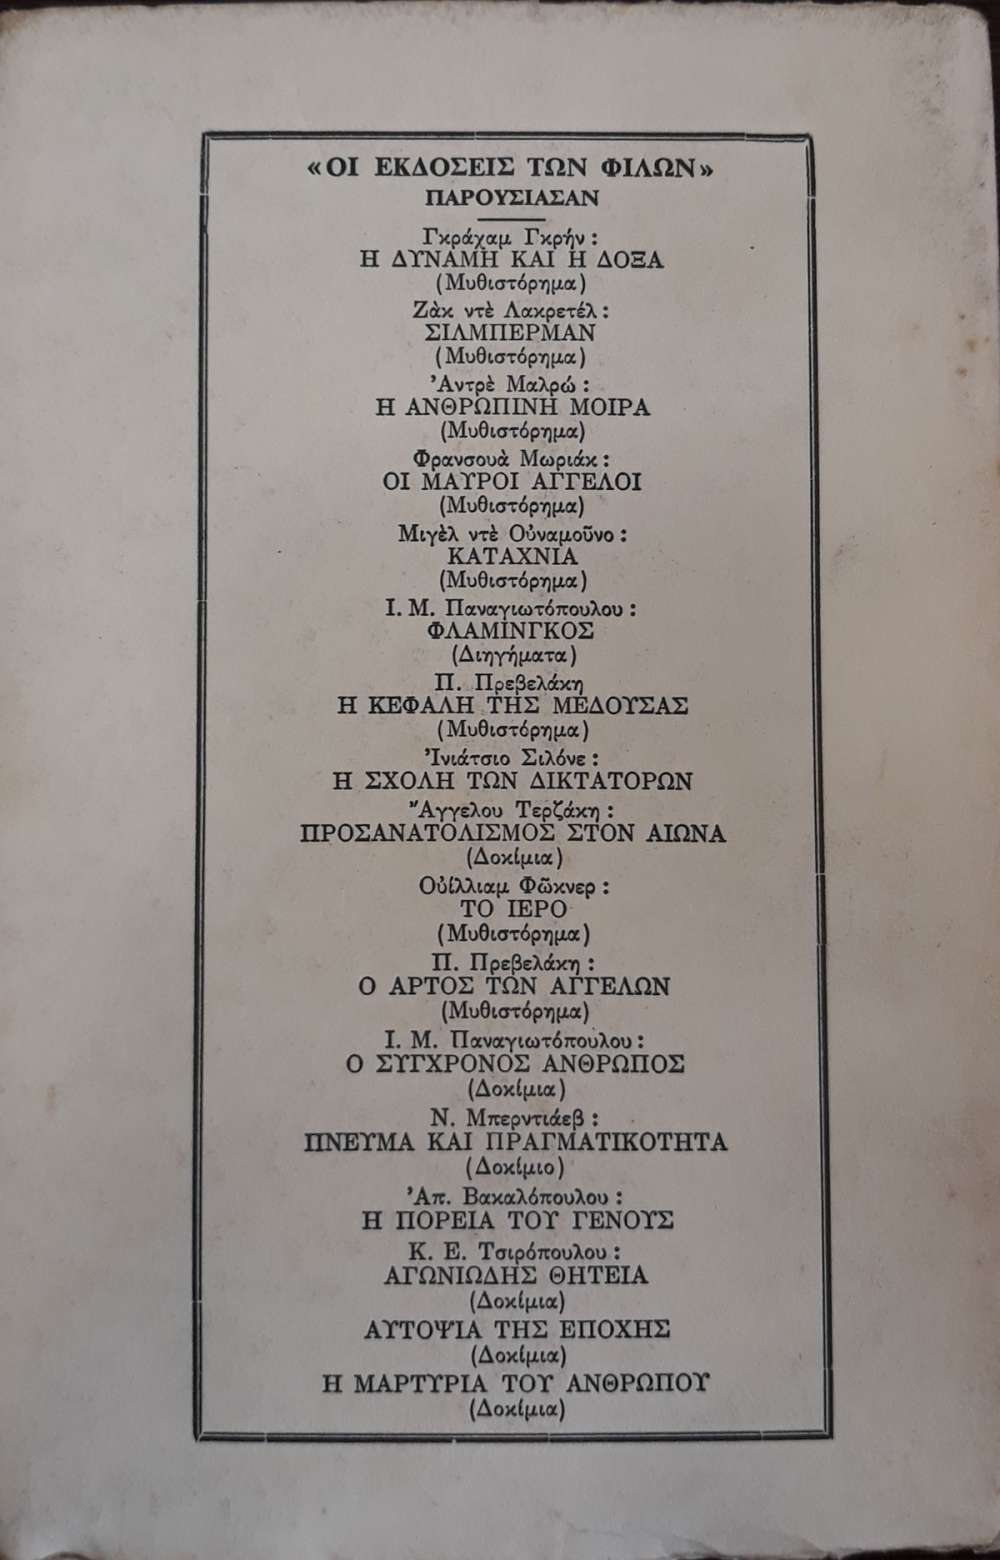 «ΟΙ ΕΚΔΟΣΕΙΣ ΤΩΝ ΦΙΛΩΝ»
ΠΑΡΟΥΣΙΑΣΑΝ
Γκράχαμ Γκρήν :
Η ΔΥΝΑΜΗ ΚΑΙ Η ΔΟΞΑ
(Μυθιστόρημα)
Ζὰκ ντὲ Λακρετέλ :
ΣΙΛΜΠΕΡΜΑΝ
(Μυθιστόρημα)
Ἀντρὲ Μαλρώ :
Η ΑΝΘΡΩΠΙΝΗ ΜΟΙΡΑ
(Μυθιστόρημα)
Φρανσουὰ Μωριάκ :
ΟΙ ΜΑΥΡΟΙ ΑΓΓΕΛΟΙ
(Μυθιστόρημα)
Μιγὲλ ντὲ Οὐναμοῦνο :
ΚΑΤΑΧΝΙΑ
(Μυθιστόρημα)
Ι. Μ. Παναγιωτόπουλου :
ΦΛΑΜΙΝΓΚΟΣ
(Διηγήματα)
Π. Πρεβελάκη
Η ΚΕΦΑΛΗ ΤΗΣ ΜΕΔΟΥΣΑΣ
(Μυθιστόρημα)
Ἰνιάτσιο Σιλόνε :
Η ΣΧΟΛΗ ΤΩΝ ΔΙΚΤΑΤΟΡΩΝ
Ἄγγελου Τερζάκη :
ΠΡΟΣΑΝΑΤΟΛΙΣΜΟΣ ΣΤΟΝ ΑΙΩΝΑ
(Δοκίμια)
Οὐίλλιαμ Φῶκνερ :
ΤΟ ΙΕΡΟ
(Μυθιστόρημα)
Π. Πρεβελάκη :
Ο ΑΡΤΟΣ ΤΩΝ ΑΓΓΕΛΩΝ
(Μυθιστόρημα)
Ι. Μ. Παναγιωτόπουλου :
Ο ΣΥΓΧΡΟΝΟΣ ΑΝΘΡΩΠΟΣ
(Δοκίμια)
Ν. Μπερντιάεβ :
ΠΝΕΥΜΑ ΚΑΙ ΠΡΑΓΜΑΤΙΚΟΤΗΤΑ
(Δοκίμιο)
Ἀπ. Βακαλόπουλου :
Η ΠΟΡΕΙΑ ΤΟΥ ΓΕΝΟΥΣ
Κ. Ε. Τσιρόπουλου :
ΑΓΩΝΙΩΔΗΣ ΘΗΤΕΙΑ
(Δοκίμια)
ΑΥΤΟΨΙΑ ΤΗΣ ΕΠΟΧΗΣ
(Δοκίμια)
Η ΜΑΡΤΥΡΙΑ ΤΟΥ ΑΝΘΡΩΠΟΥ
(Δοκίμια)